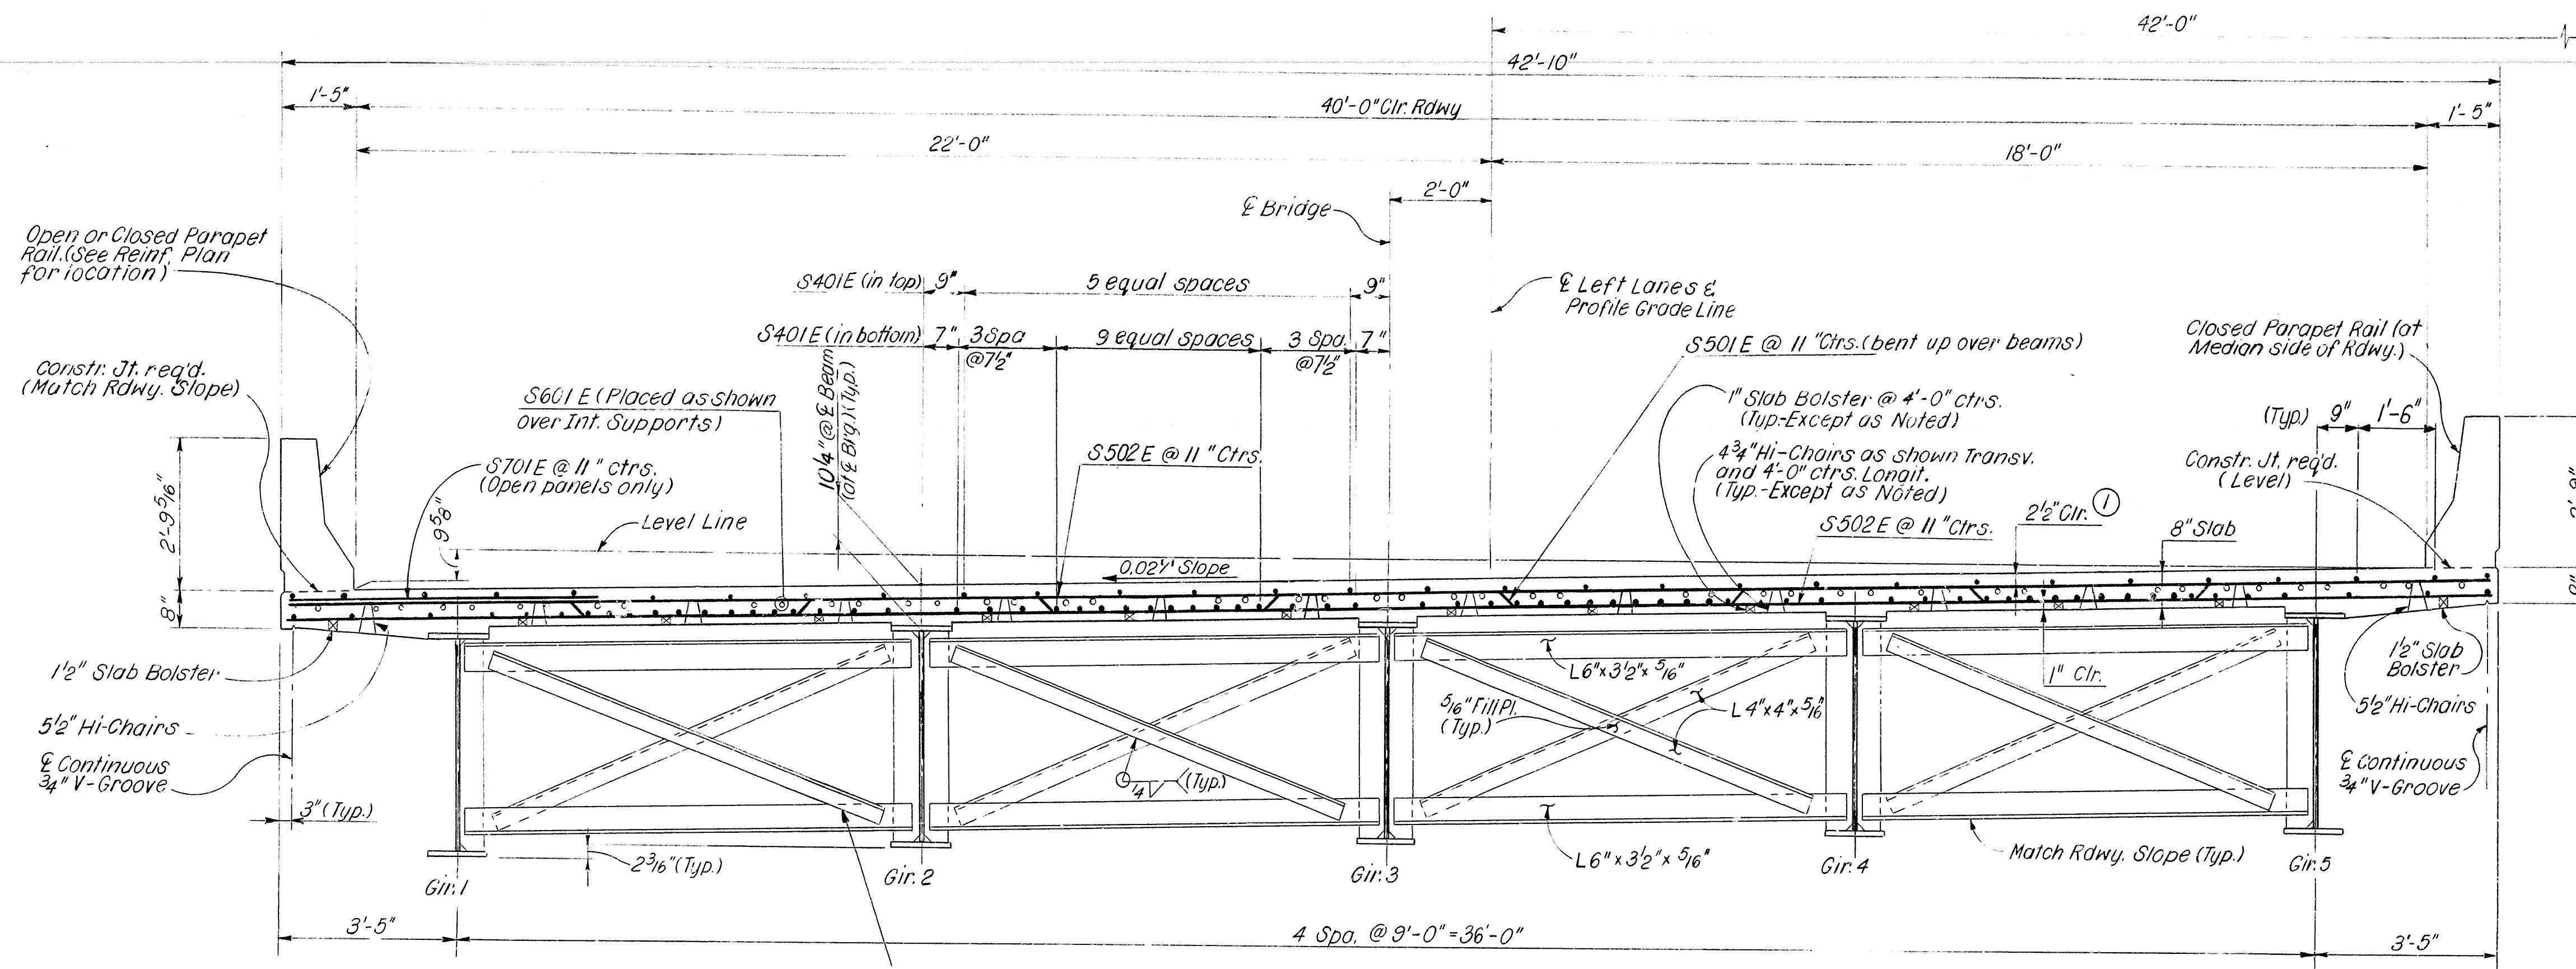 42'-0"
42'-10"
1'-5"
40'-0" Clr. Rdwy
1'-5"
22'-0"
18'-0"
2'-0"
℄ Bridge
Open or Closed Parapet
Rail. (See Reinf. Plan
for location)
S401E (in top)
9"
5 equal spaces
9"
℄ Left Lanes &
Profile Grade Line
S401E (in bottom)
7"
3 Spa
@7½"
9 equal spaces
3 Spa.
@7½"
7"
S501E @ 11" Ctrs. (bent up over beams)
Closed Parapet Rail (at
Median side of Rdwy.)
Constr. Jt. req'd.
(Match Rdwy. Slope)
S601E (Placed as shown
over Int. Supports)
10¼" @ ℄ Beam
(at ℄ Brg.) (Typ.)
1" Slab Bolster @ 4'-0" ctrs.
(Typ.-Except as Noted)
(Typ.)
9"
1'-6"
S701E @ 11" ctrs.
(Open panels only)
S502E @ 11" Ctrs.
4¾" Hi-Chairs as shown Transv.
and 4'-0" ctrs. Longit.
(Typ.-Except as Noted)
Constr. Jt. req'd.
(Level)
2'-9 5/16"
9⅝"
Level Line
S502E @ 11" Ctrs.
2½" Clr.
1
8" Slab
0.02'/' Slope
8"
8"
1½" Slab Bolster
L6" x 3½" x 5/16"
1" Clr.
1½" Slab
Bolster
5½" Hi-Chairs
5/16" Fill Pl.
(Typ.)
L4" x 4" x 5/16"
5½" Hi-Chairs
℄ Continuous
¾" V-Groove
1/4
(Typ.)
℄ Continuous
¾" V-Groove
3" (Typ.)
2 3/16" (Typ.)
L6" x 3½" x 5/16"
Match Rdwy. Slope (Typ.)
Gir. 1
Gir. 2
Gir. 3
Gir. 4
Gir. 5
3'-5"
4 Spa. @ 9'-0" = 36'-0"
3'-5"